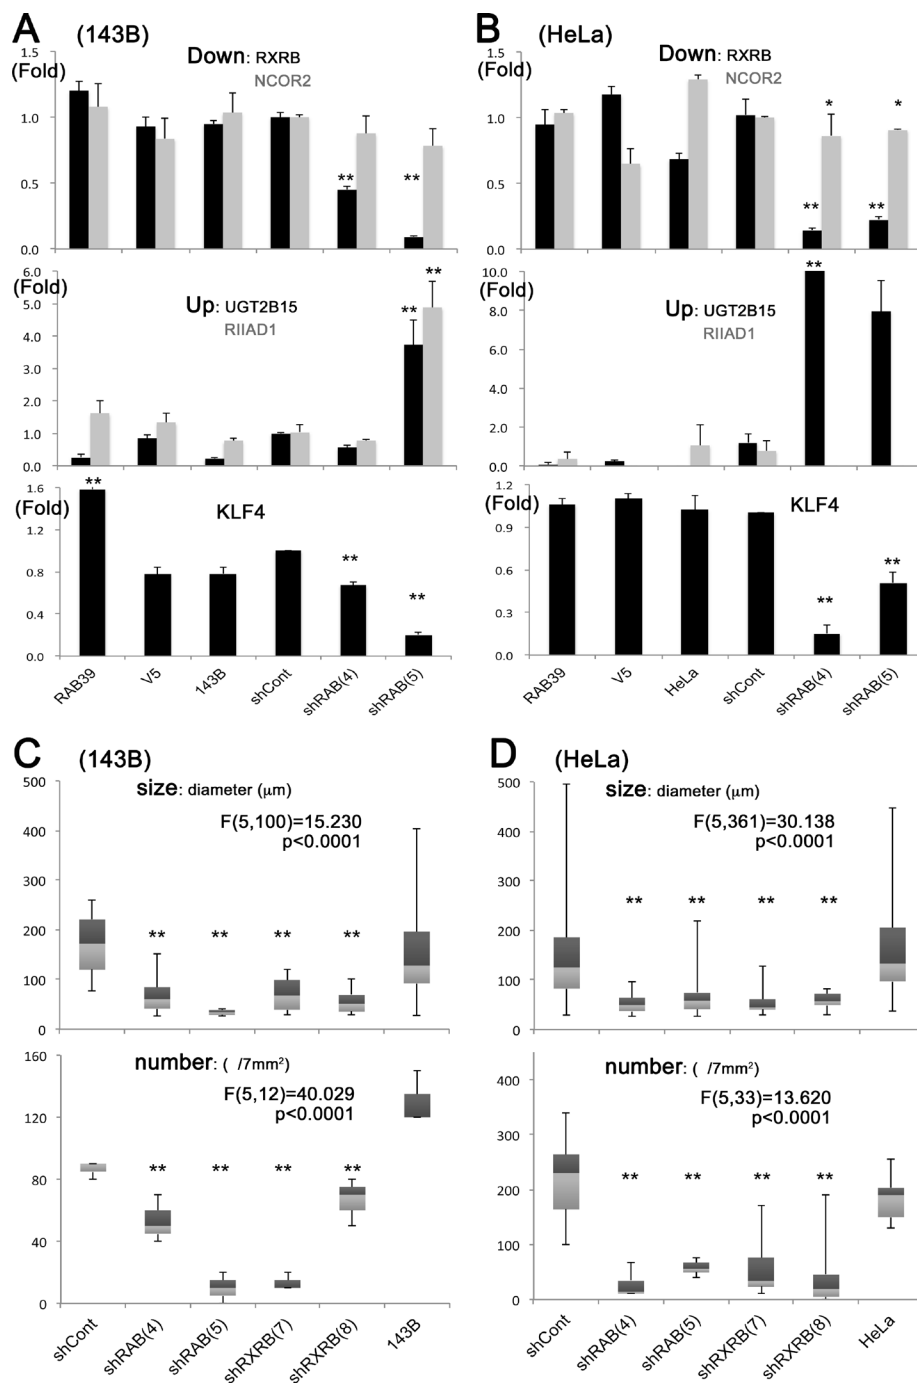 A (143B)
Down: RXRB
NCOR2
(Fold)
1.5
1.0
0.5
0.0
** **
Up: UGT2B15
RIIAD1
(Fold)
6.0
5.0
4.0
3.0
2.0
1.0
0.0
** **
KLF4
(Fold)
1.6
1.2
0.8
0.4
0.0
** ** **
RAB39 V5 143B shCont shRAB(4) shRAB(5)
B (HeLa)
Down: RXRB
NCOR2
(Fold)
1.5
1.0
0.5
0.0
** * ** *
Up: UGT2B15
RIIAD1
(Fold)
10.0
8.0
6.0
4.0
2.0
0.0
**
KLF4
(Fold)
1.2
0.9
0.6
0.3
0.0
** **
RAB39 V5 HeLa shCont shRAB(4) shRAB(5)
C (143B)
size: diameter (μm)
F(5,100)=15.230
p<0.0001
500
400
300
200
100
0
** ** ** **
number: ( /7mm²)
F(5,12)=40.029
p<0.0001
160
120
80
40
0
** ** ** **
shCont shRAB(4) shRAB(5) shRXRB(7) shRXRB(8) 143B
D (HeLa)
size: diameter (μm)
F(5,361)=30.138
p<0.0001
500
400
300
200
100
0
** ** ** **
number: ( /7mm²)
F(5,33)=13.620
p<0.0001
400
300
200
100
0
** ** ** **
shCont shRAB(4) shRAB(5) shRXRB(7) shRXRB(8) HeLa